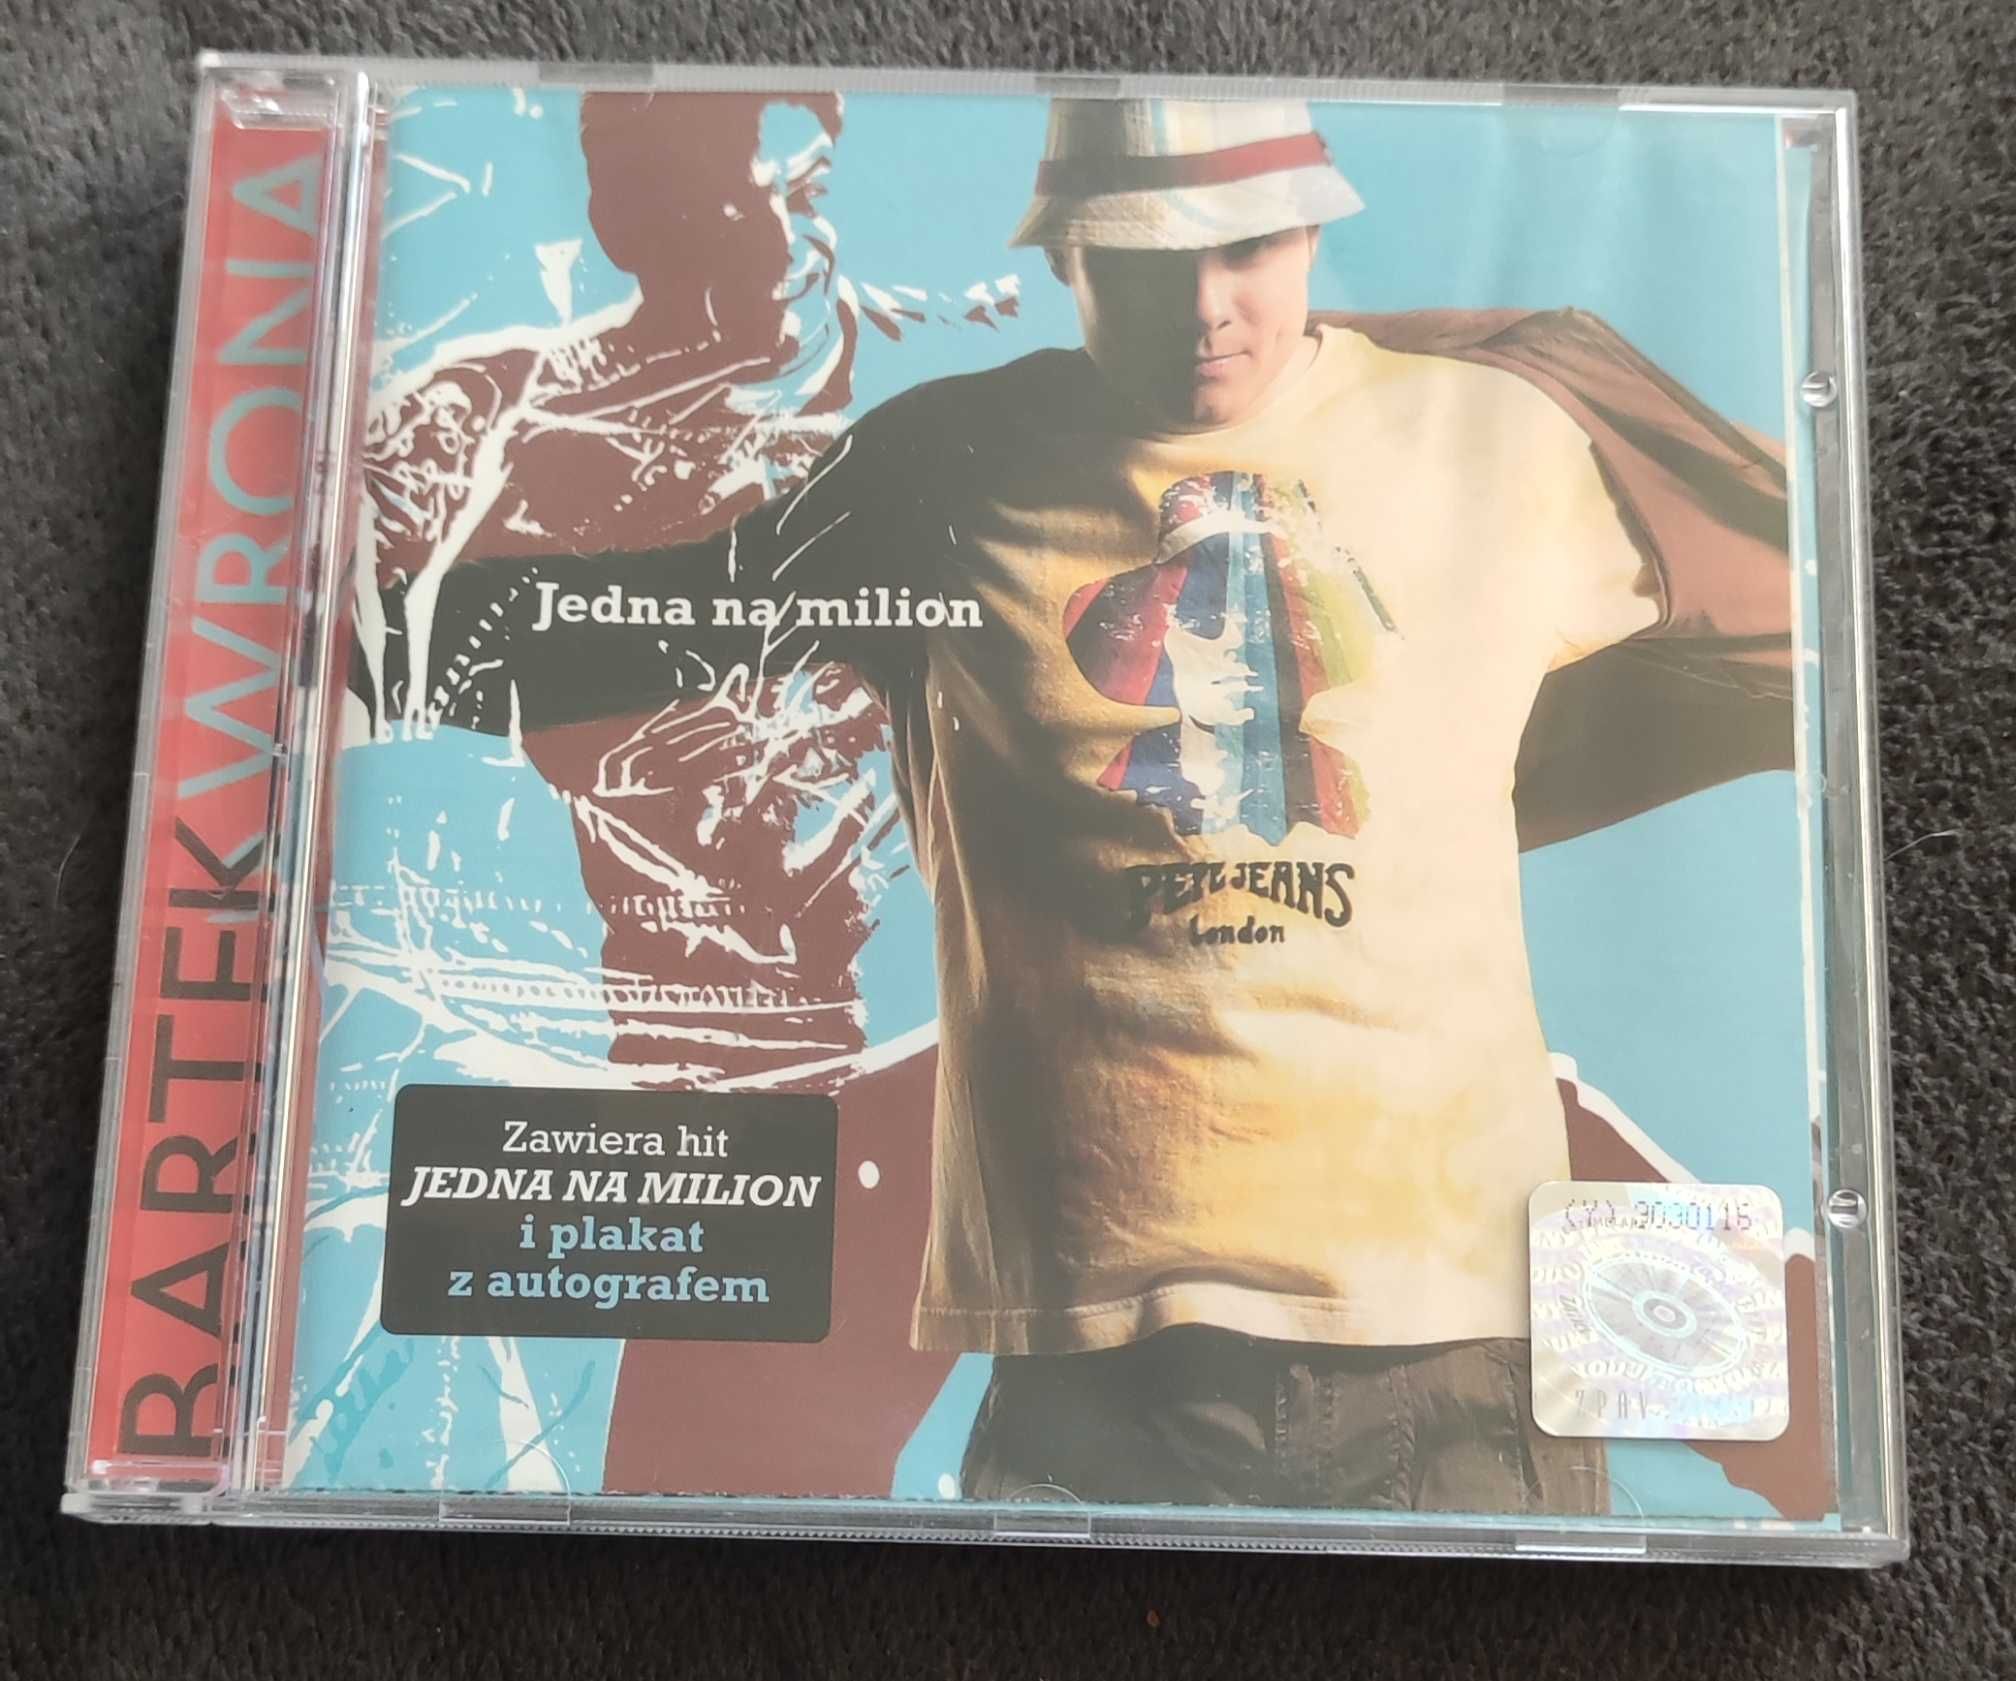 BARTEK WRONA
Jedna na milion
PEPE JEANS
London
Zawiera hit
JEDNA NA MILION
i plakat
z autografem
ZPAV